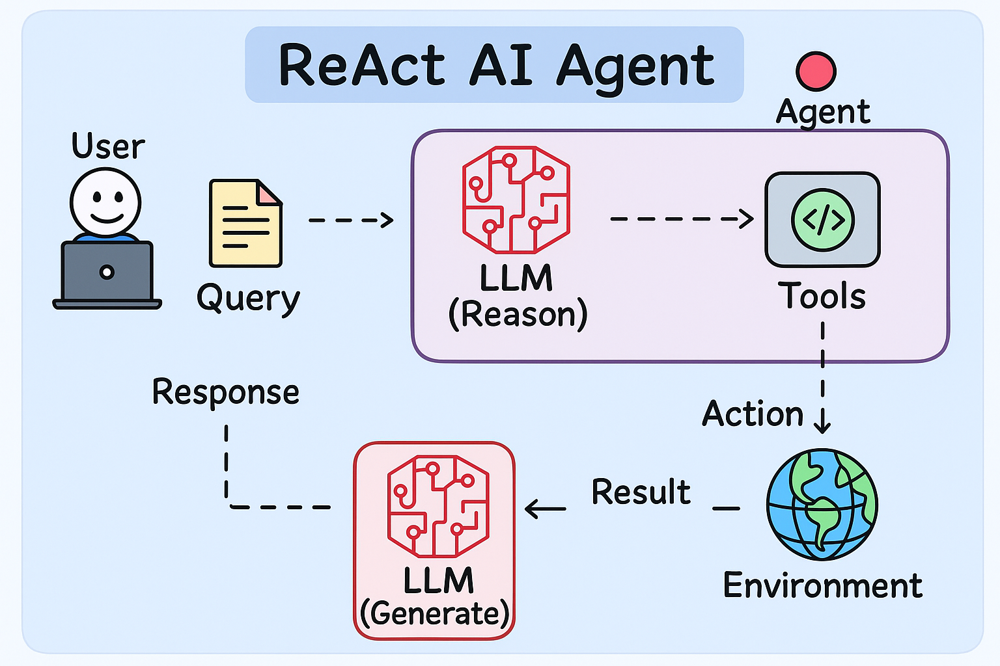 ReAct AI Agent
Agent
User
Query
LLM
(Reason)
</>
Tools
Action
Environment
Result
LLM
(Generate)
Response